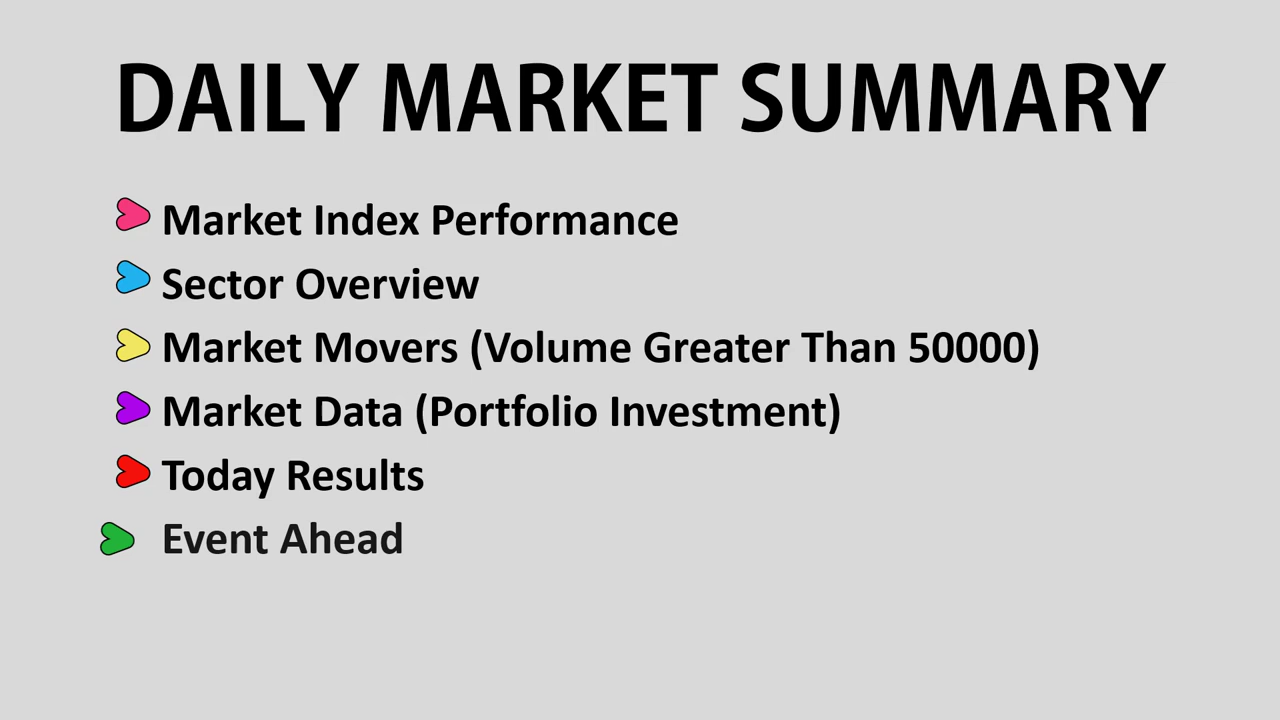 DAILY MARKET SUMMARY
Market Index Performance
Sector Overview
Market Movers (Volume Greater Than 50000)
Market Data (Portfolio Investment)
Today Results
Event Ahead